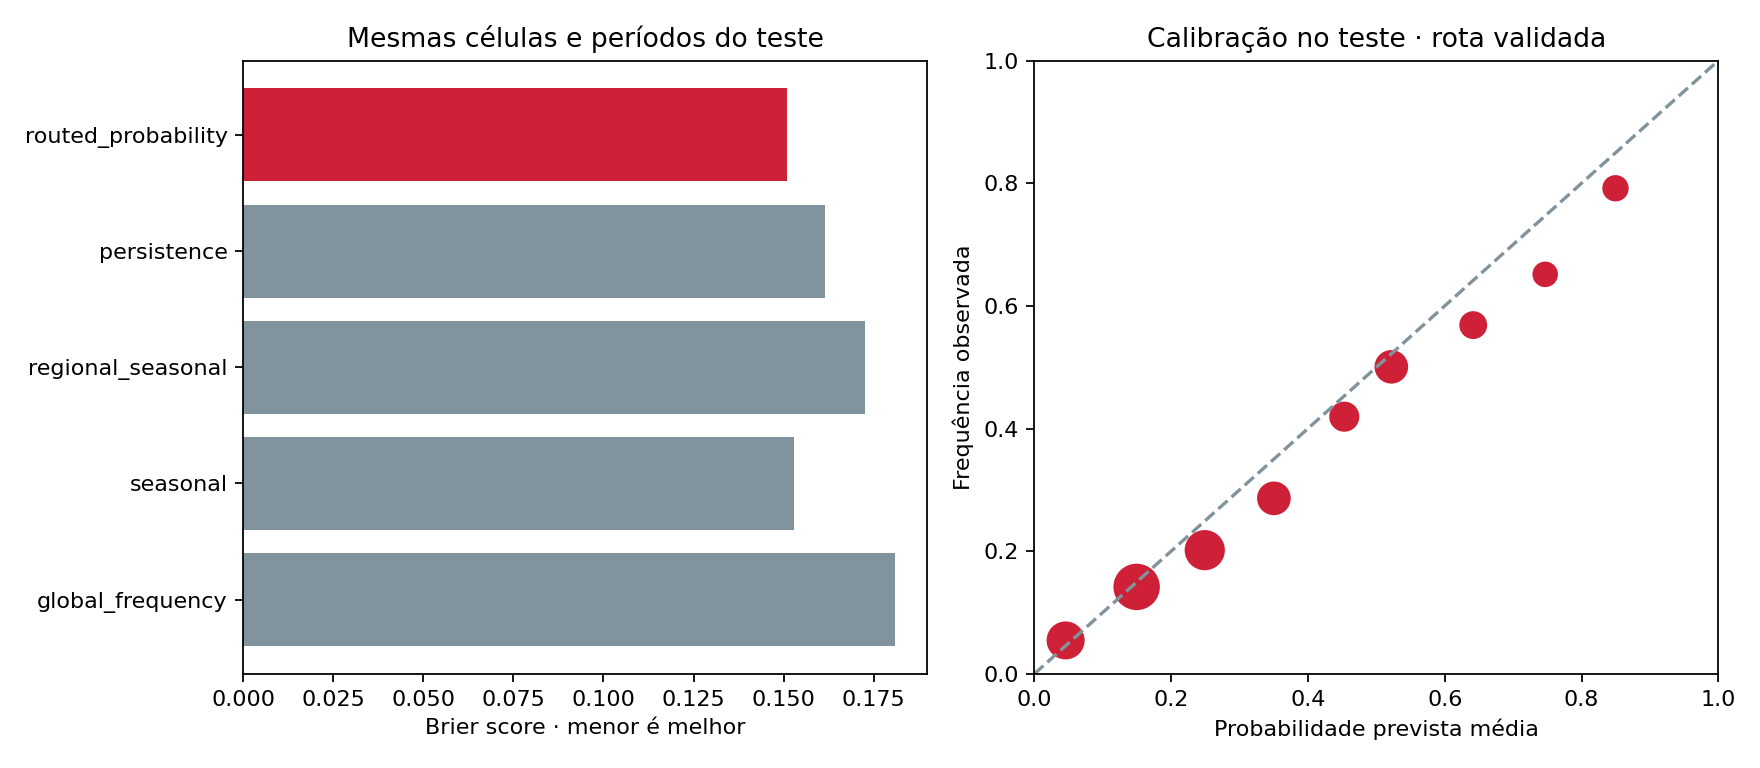 Mesmas células e períodos do teste
routed_probability
persistence
regional_seasonal
seasonal
global_frequency
0.000 0.025 0.050 0.075 0.100 0.125 0.150 0.175
Brier score · menor é melhor
Calibração no teste · rota validada
Frequência observada
1.0
0.8
0.6
0.4
0.2
0.0
0.0 0.2 0.4 0.6 0.8 1.0
Probabilidade prevista média